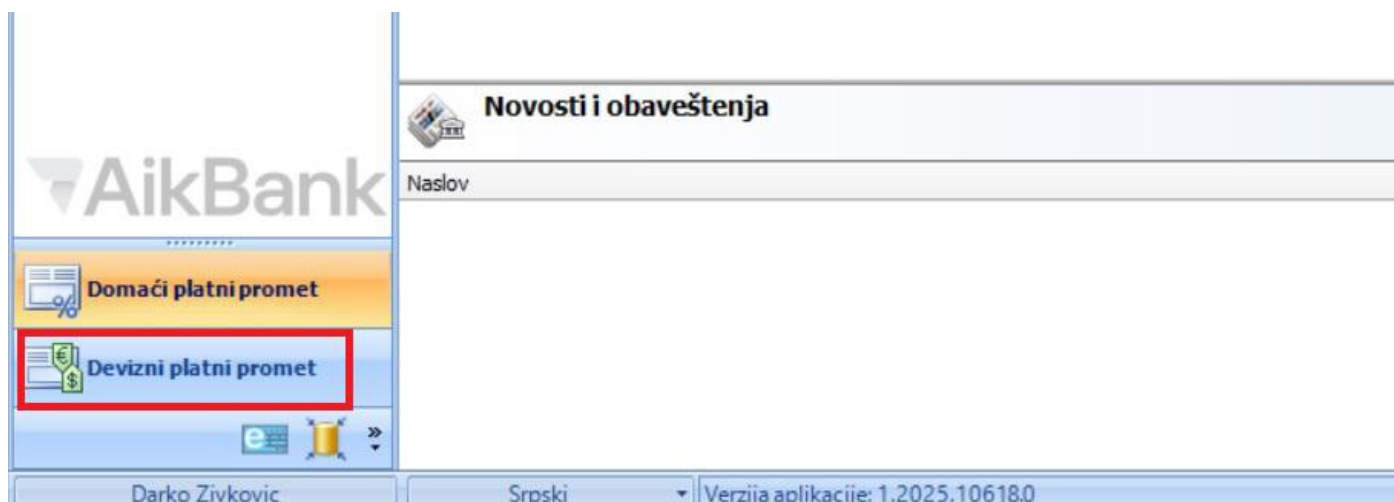 Novosti i obaveštenja
AikBank
Naslov
Domaći platni promet
Devizni platni promet
Darko Zivkovic
Srpski
Verzija aplikacije: 1.2025.10618.0